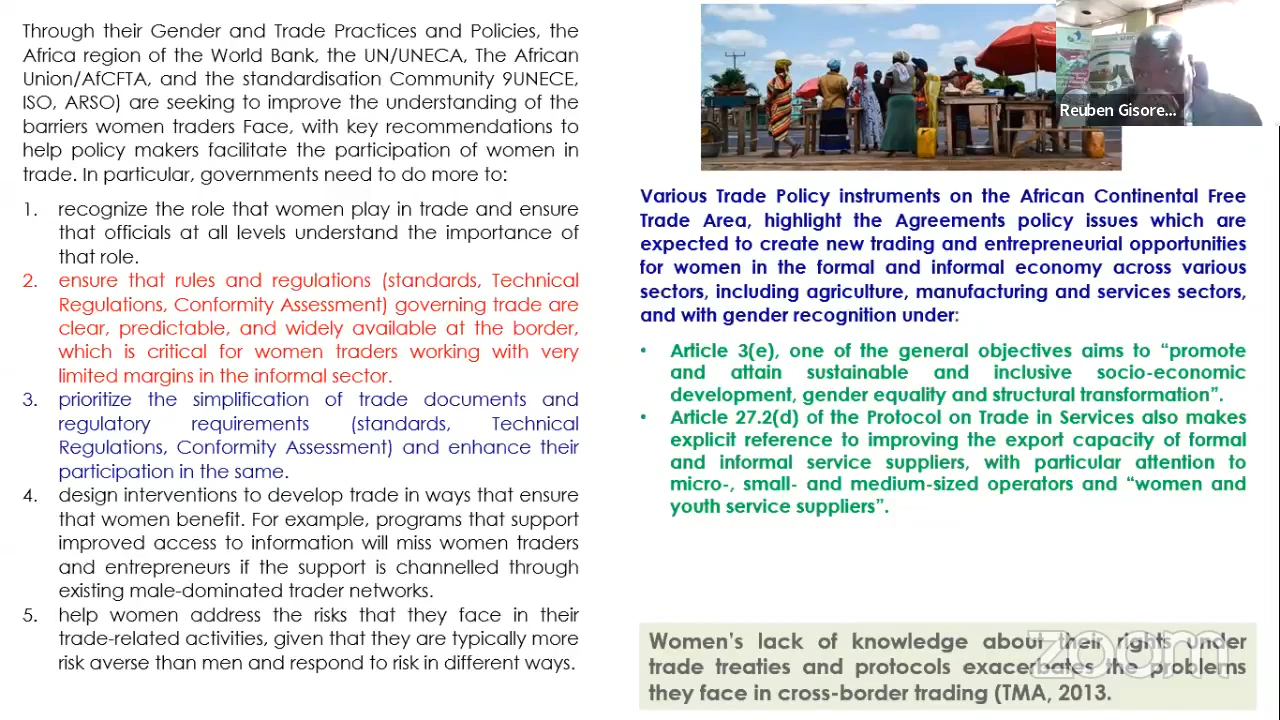 Through their Gender and Trade Practices and Policies, the
Africa region of the World Bank, the UN/UNECA, The African
Union/AfCFTA, and the standardisation Community 9UNECE,
ISO, ARSO) are seeking to improve the understanding of the
barriers women traders Face, with key recommendations to
help policy makers facilitate the participation of women in
trade. In particular, governments need to do more to:
1. recognize the role that women play in trade and ensure
that officials at all levels understand the importance of
that role.
2. ensure that rules and regulations (standards, Technical
Regulations, Conformity Assessment) governing trade are
clear, predictable, and widely available at the border,
which is critical for women traders working with very
limited margins in the informal sector.
3. prioritize the simplification of trade documents and
regulatory requirements (standards, Technical
Regulations, Conformity Assessment) and enhance their
participation in the same.
4. design interventions to develop trade in ways that ensure
that women benefit. For example, programs that support
improved access to information will miss women traders
and entrepreneurs if the support is channelled through
existing male-dominated trader networks.
5. help women address the risks that they face in their
trade-related activities, given that they are typically more
risk averse than men and respond to risk in different ways.
Reuben Gisore...
Various Trade Policy instruments on the African Continental Free
Trade Area, highlight the Agreements policy issues which are
expected to create new trading and entrepreneurial opportunities
for women in the formal and informal economy across various
sectors, including agriculture, manufacturing and services sectors,
and with gender recognition under:
• Article 3(e), one of the general objectives aims to “promote
and attain sustainable and inclusive socio-economic
development, gender equality and structural transformation”.
• Article 27.2(d) of the Protocol on Trade in Services also makes
explicit reference to improving the export capacity of formal
and informal service suppliers, with particular attention to
micro-, small- and medium-sized operators and “women and
youth service suppliers”.
Women’s lack of knowledge about their rights under
trade treaties and protocols exacerbates the problems
they face in cross-border trading (TMA, 2013.
zoom